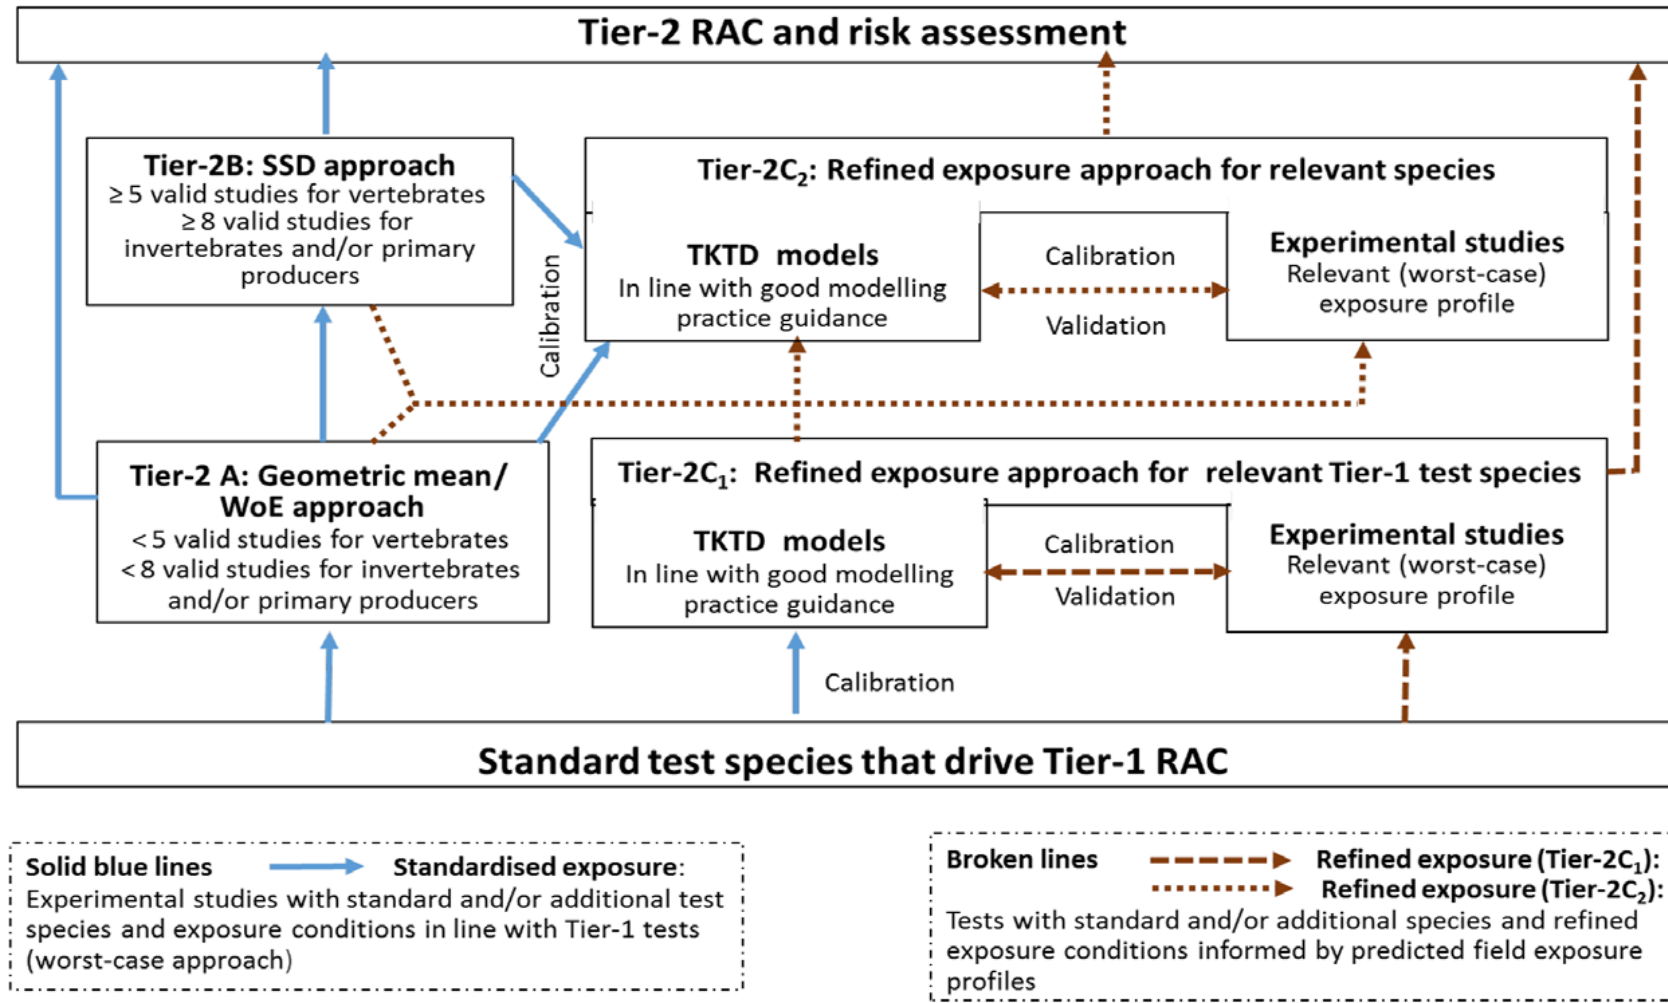 Tier-2 RAC and risk assessment
Tier-2B: SSD approach
≥ 5 valid studies for vertebrates
≥ 8 valid studies for
invertebrates and/or primary
producers
Calibration
Tier-2C₂: Refined exposure approach for relevant species
TKTD models
In line with good modelling
practice guidance
Calibration
Validation
Experimental studies
Relevant (worst-case)
exposure profile
Tier-2 A: Geometric mean/
WoE approach
< 5 valid studies for vertebrates
< 8 valid studies for invertebrates
and/or primary producers
Tier-2C₁: Refined exposure approach for relevant Tier-1 test species
TKTD models
In line with good modelling
practice guidance
Calibration
Validation
Experimental studies
Relevant (worst-case)
exposure profile
Calibration
Standard test species that drive Tier-1 RAC
Solid blue lines Standardised exposure:
Experimental studies with standard and/or additional test
species and exposure conditions in line with Tier-1 tests
(worst-case approach)
Broken lines Refined exposure (Tier-2C₁):
Refined exposure (Tier-2C₂):
Tests with standard and/or additional species and refined
exposure conditions informed by predicted field exposure
profiles